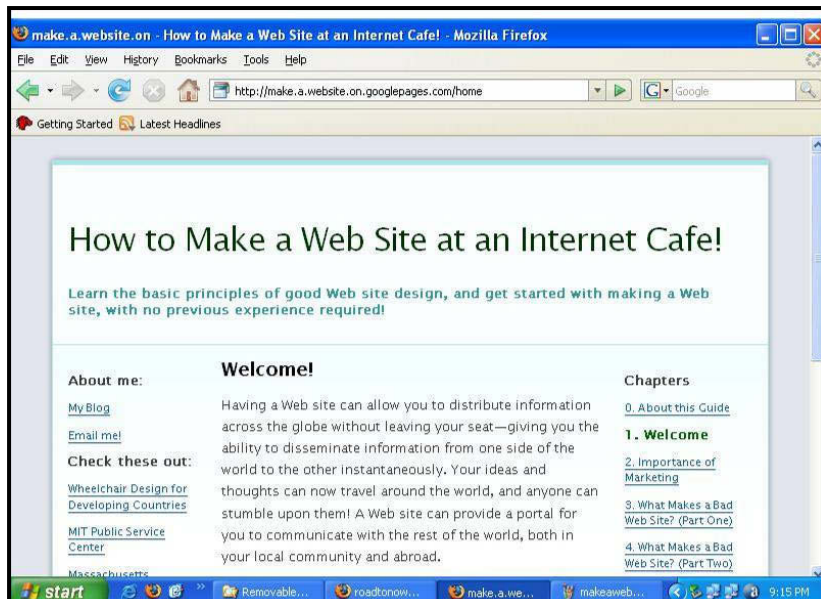 make.a.website.on - How to Make a Web Site at an Internet Cafe! - Mozilla Firefox
File Edit View History Bookmarks Tools Help
http://make.a.website.on.googlepages.com/home
G Google
Getting Started Latest Headlines
How to Make a Web Site at an Internet Cafe!
Learn the basic principles of good Web site design, and get started with making a Web
site, with no previous experience required!
About me:
My Blog
Email me!
Check these out:
Wheelchair Design for
Developing Countries
MIT Public Service
Center
Massachusetts
Welcome!
Having a Web site can allow you to distribute information
across the globe without leaving your seat—giving you the
ability to disseminate information from one side of the
world to the other instantaneously. Your ideas and
thoughts can now travel around the world, and anyone can
stumble upon them! A Web site can provide a portal for
you to communicate with the rest of the world, both in
your local community and abroad.
Chapters
0. About this Guide
1. Welcome
2. Importance of
Marketing
3. What Makes a Bad
Web Site? (Part One)
4. What Makes a Bad
Web Site? (Part Two)
start » Removable... roadtonow... make.a.we... makeaweb... 9:15 PM